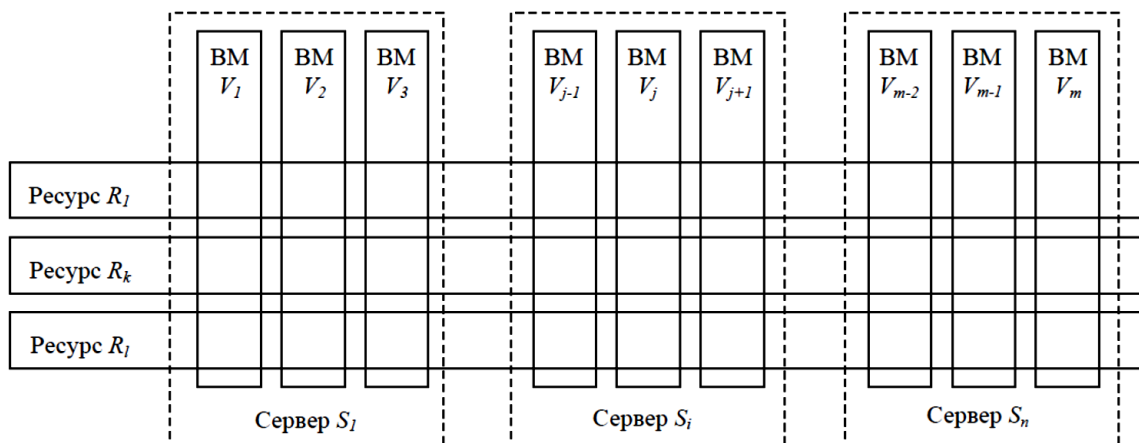 ВМ ВМ ВМ ВМ ВМ ВМ ВМ ВМ ВМ
V₁ V₂ V₃ Vⱼ₋₁ Vⱼ Vⱼ₊₁ Vₘ₋₂ Vₘ₋₁ Vₘ
Ресурс R₁
Ресурс Rₖ
Ресурс Rₗ
Сервер S₁ Сервер Sᵢ Сервер Sₙ